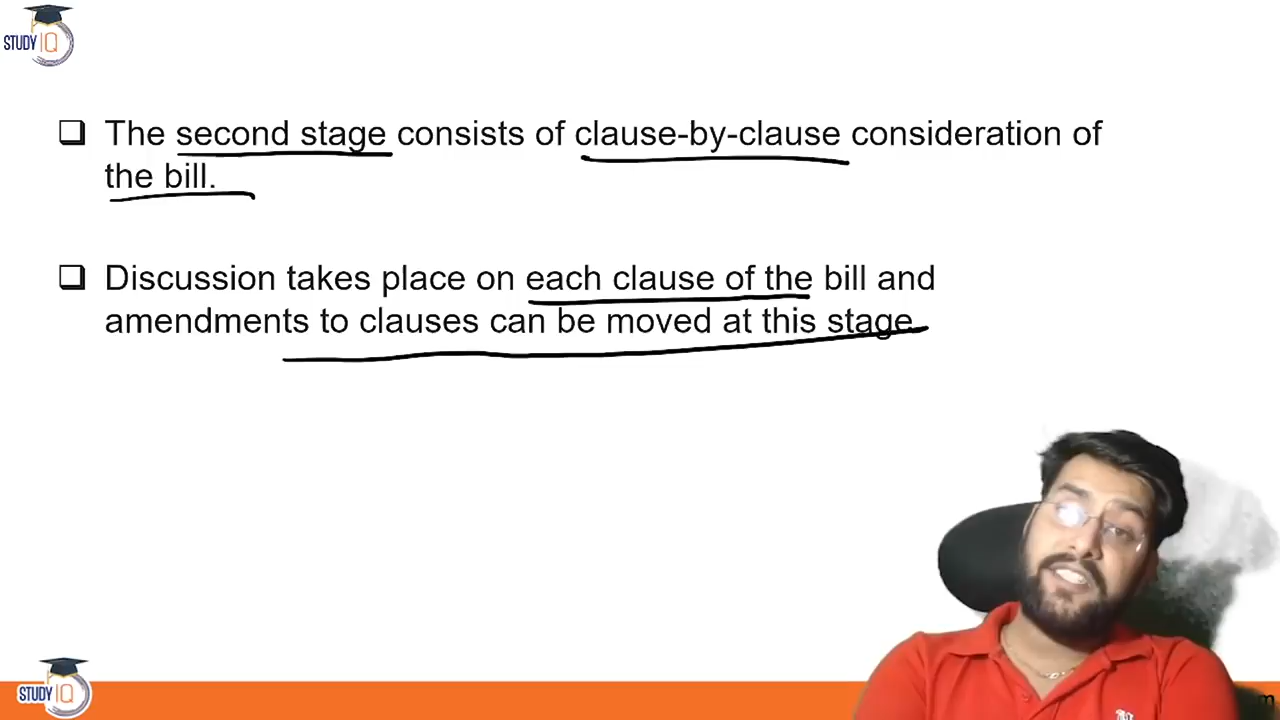 STUDY IQ
❑ The second stage consists of clause-by-clause consideration of
the bill.
❑ Discussion takes place on each clause of the bill and
amendments to clauses can be moved at this stage.
STUDY IQ
m